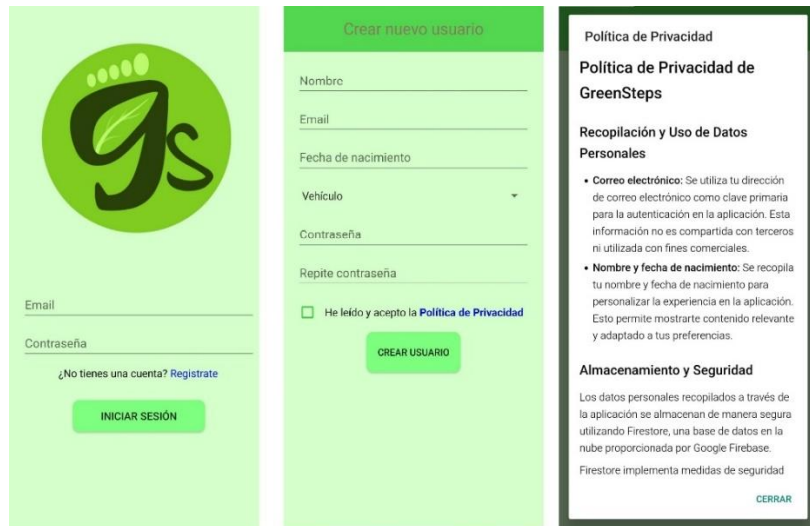 gs
Email
Contraseña
¿No tienes una cuenta? Registrate
INICIAR SESIÓN
Crear nuevo usuario
Nombre
Email
Fecha de nacimiento
Vehículo
Contraseña
Repite contraseña
He leído y acepto la Política de Privacidad
CREAR USUARIO
Política de Privacidad
Política de Privacidad de
GreenSteps
Recopilación y Uso de Datos
Personales
• Correo electrónico: Se utiliza tu dirección
de correo electrónico como clave primaria
para la autenticación en la aplicación. Esta
información no es compartida con terceros
ni utilizada con fines comerciales.
• Nombre y fecha de nacimiento: Se recopila
tu nombre y fecha de nacimiento para
personalizar la experiencia en la aplicación.
Esto permite mostrarte contenido relevante
y adaptado a tus preferencias.
Almacenamiento y Seguridad
Los datos personales recopilados a través de
la aplicación se almacenan de manera segura
utilizando Firestore, una base de datos en la
nube proporcionada por Google Firebase.
Firestore implementa medidas de seguridad
CERRAR